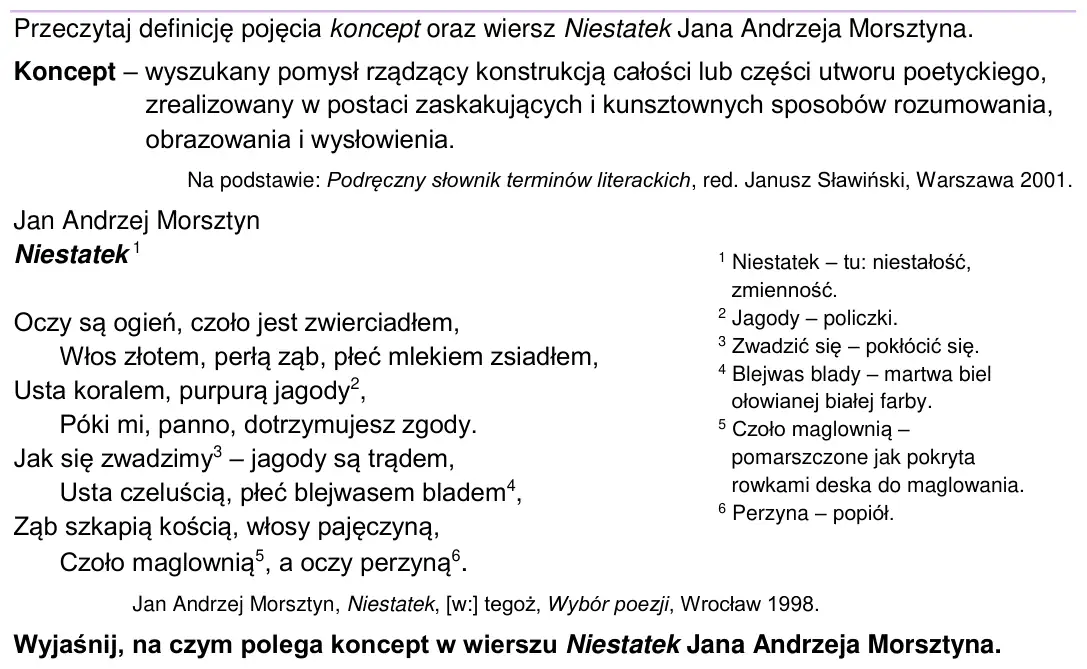 Przeczytaj definicję pojęcia koncept oraz wiersz Niestatek Jana Andrzeja Morsztyna.
Koncept – wyszukany pomysł rządzący konstrukcją całości lub części utworu poetyckiego,
zrealizowany w postaci zaskakujących i kunsztownych sposobów rozumowania,
obrazowania i wysłowienia.
Na podstawie: Podręczny słownik terminów literackich, red. Janusz Sławiński, Warszawa 2001.
Jan Andrzej Morsztyn
Niestatek ¹
Oczy są ogień, czoło jest zwierciadłem,
Włos złotem, perłą ząb, płeć mlekiem zsiadłem,
Usta koralem, purpurą jagody²,
Póki mi, panno, dotrzymujesz zgody.
Jak się zwadzimy³ – jagody są trądem,
Usta czeluścią, płeć blejwasem bladem⁴,
Ząb szkapią kością, włosy pajęczyną,
Czoło maglownią⁵, a oczy perzyną⁶.
¹ Niestatek – tu: niestałość,
zmienność.
² Jagody – policzki.
³ Zwadzić się – pokłócić się.
⁴ Blejwas blady – martwa biel
ołowianej białej farby.
⁵ Czoło maglownią –
pomarszczone jak pokryta
rowkami deska do maglowania.
⁶ Perzyna – popiół.
Jan Andrzej Morsztyn, Niestatek, [w:] tegoż, Wybór poezji, Wrocław 1998.
Wyjaśnij, na czym polega koncept w wierszu Niestatek Jana Andrzeja Morsztyna.